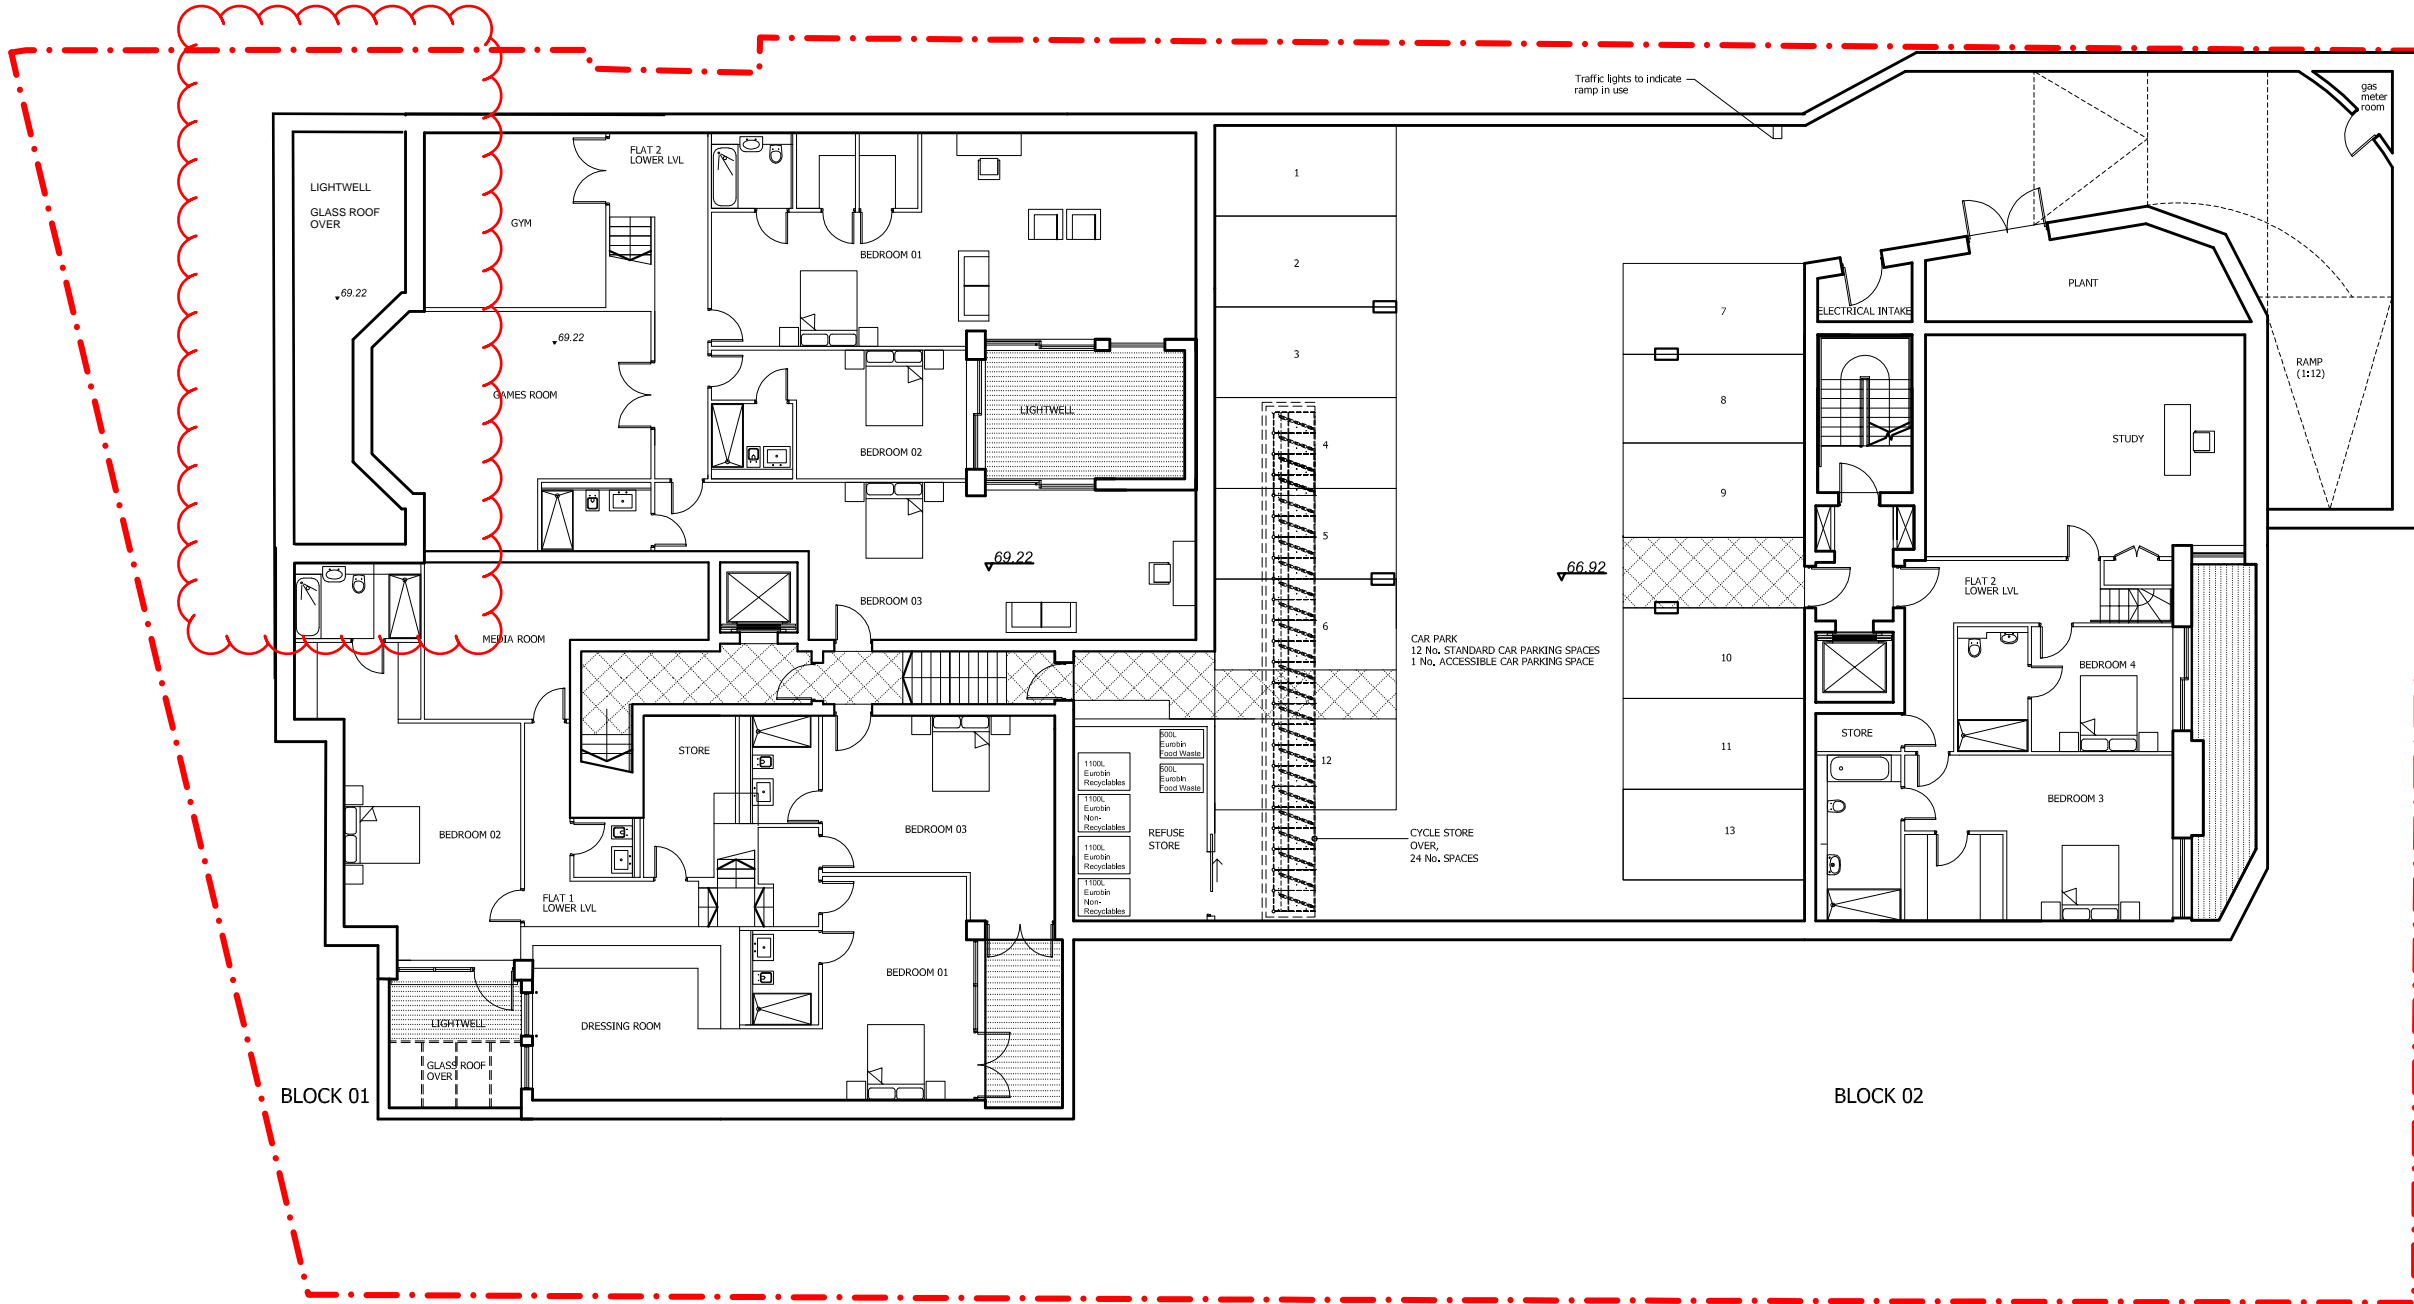 Traffic lights to indicate
ramp in use
gas
meter
room
FLAT 2
LOWER LVL
LIGHTWELL
GLASS ROOF
OVER
69.22
GYM
BEDROOM 01
1
2
3
4
5
6
12
7
8
9
10
11
13
ELECTRICAL INTAKE
PLANT
RAMP
(1:12)
69.22
GAMES ROOM
LIGHTWELL
BEDROOM 02
STUDY
69.22
66.92
BEDROOM 03
MEDIA ROOM
FLAT 2
LOWER LVL
CAR PARK
12 No. STANDARD CAR PARKING SPACES
1 No. ACCESSIBLE CAR PARKING SPACE
BEDROOM 4
STORE
STORE
500L
Eurobin
Food Waste
500L
Eurobin
Food Waste
1100L
Eurobin
Recyclables
1100L
Eurobin
Non-
Recyclables
1100L
Eurobin
Recyclables
1100L
Eurobin
Non-
Recyclables
REFUSE
STORE
CYCLE STORE
OVER,
24 No. SPACES
BEDROOM 3
BEDROOM 02
BEDROOM 03
FLAT 1
LOWER LVL
BEDROOM 01
DRESSING ROOM
LIGHTWELL
GLASS ROOF
OVER
BLOCK 01
BLOCK 02